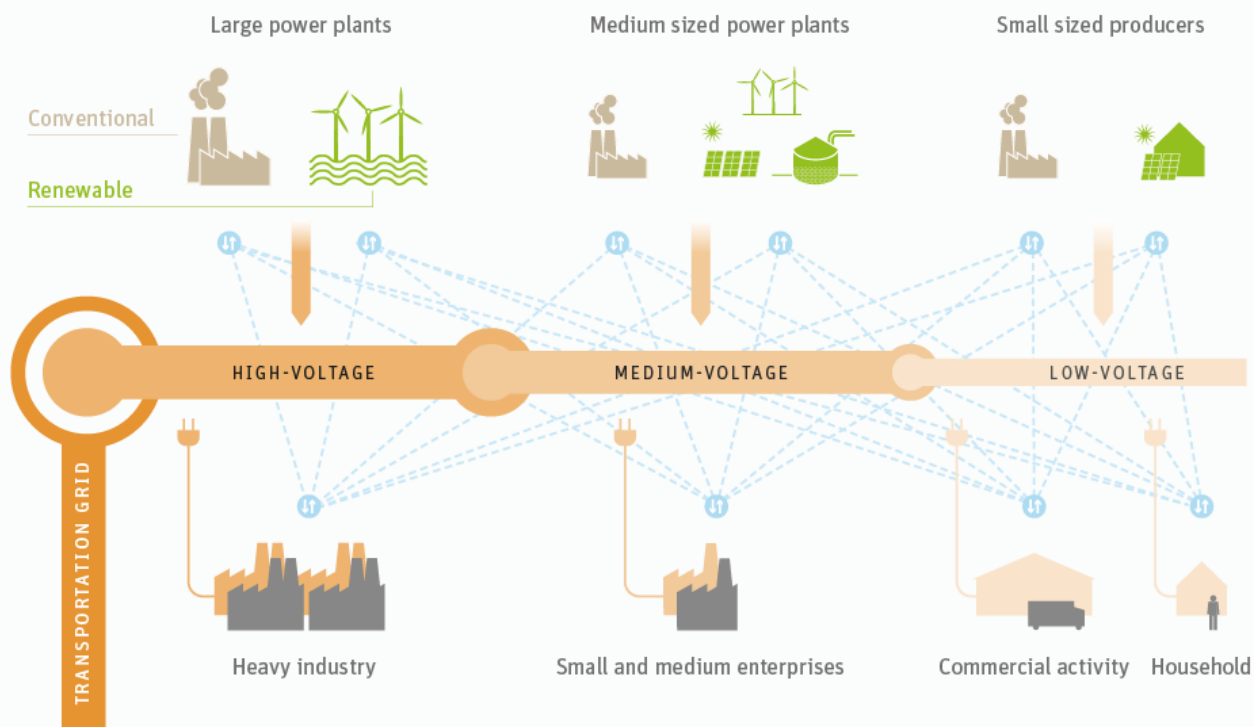 Large power plants
Medium sized power plants
Small sized producers
Conventional
Renewable
HIGH-VOLTAGE
MEDIUM-VOLTAGE
LOW-VOLTAGE
TRANSPORTATION GRID
Heavy industry
Small and medium enterprises
Commercial activity
Household